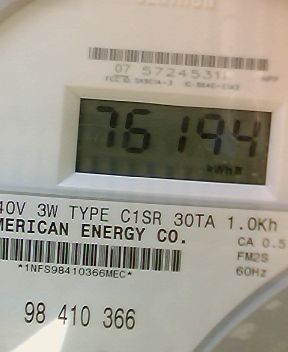 07 5724531
76194
kWh
40V 3W TYPE C1SR 30TA 1.0Kh
MERICAN ENERGY CO.
CA 0.5
*1NFS98410366MEC*
FM2S
60Hz
98 410 366